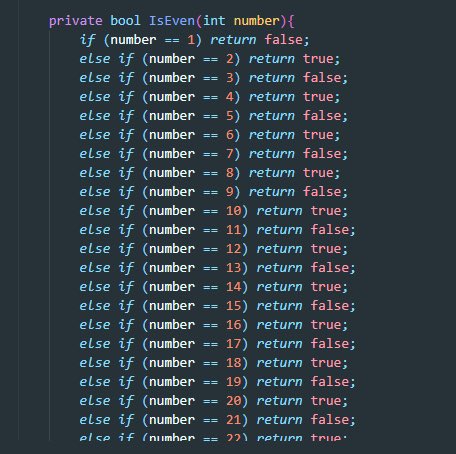 private bool IsEven(int number){
if (number == 1) return false;
else if (number == 2) return true;
else if (number == 3) return false;
else if (number == 4) return true;
else if (number == 5) return false;
else if (number == 6) return true;
else if (number == 7) return false;
else if (number == 8) return true;
else if (number == 9) return false;
else if (number == 10) return true;
else if (number == 11) return false;
else if (number == 12) return true;
else if (number == 13) return false;
else if (number == 14) return true;
else if (number == 15) return false;
else if (number == 16) return true;
else if (number == 17) return false;
else if (number == 18) return true;
else if (number == 19) return false;
else if (number == 20) return true;
else if (number == 21) return false;
else if (number == 22) return true;